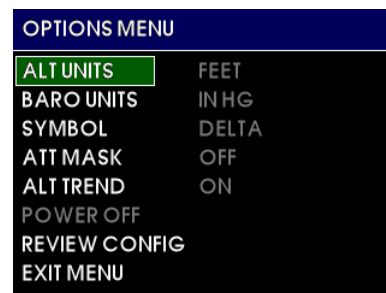 OPTIONS MENU
ALT UNITS FEET
BARO UNITS IN HG
SYMBOL DELTA
ATT MASK OFF
ALT TREND ON
POWER OFF
REVIEW CONFIG
EXIT MENU